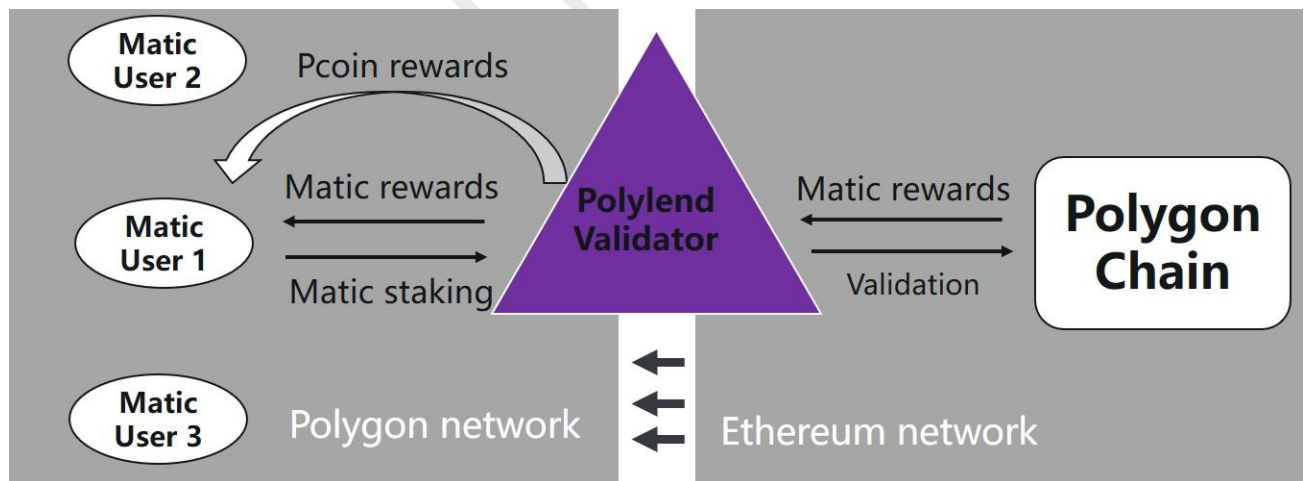 Matic
User 2
Pcoin rewards
Matic rewards
Matic
User 1
Matic staking
Polylend
Validator
Matic rewards
Validation
Polygon
Chain
Matic
User 3
Polygon network
Ethereum network